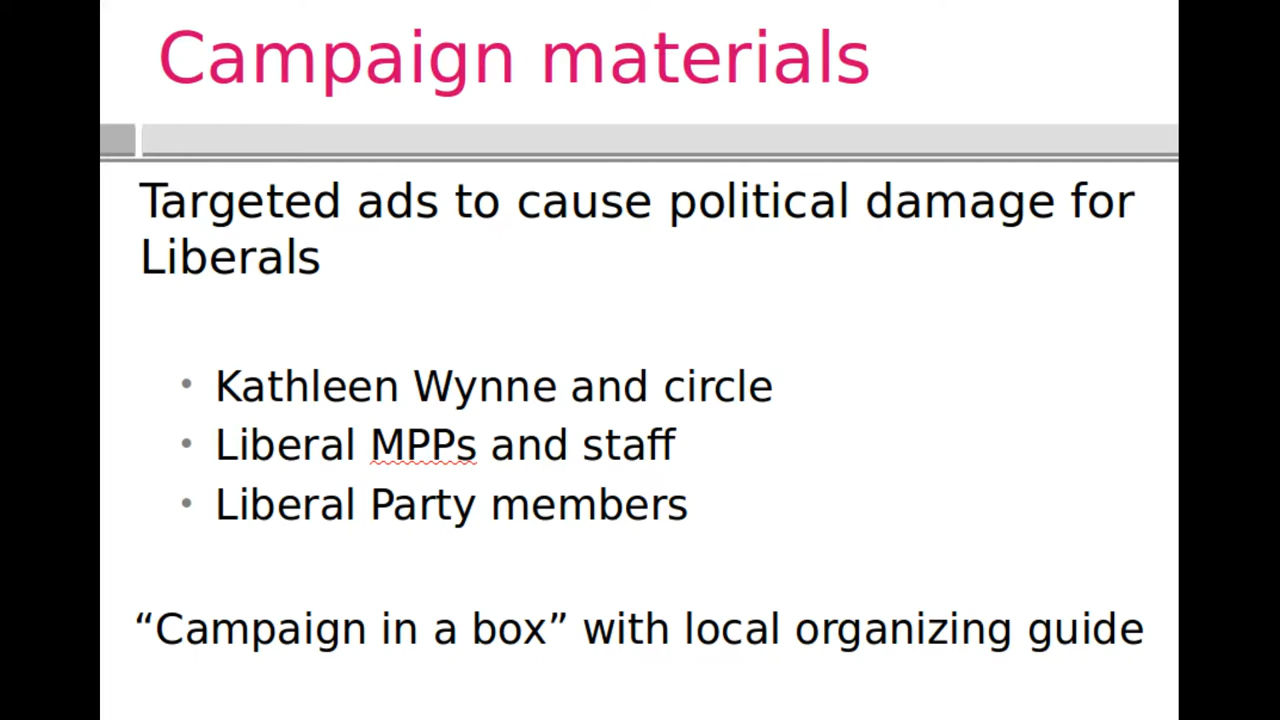 Campaign materials
Targeted ads to cause political damage for
Liberals
• Kathleen Wynne and circle
• Liberal MPPs and staff
• Liberal Party members
“Campaign in a box” with local organizing guide